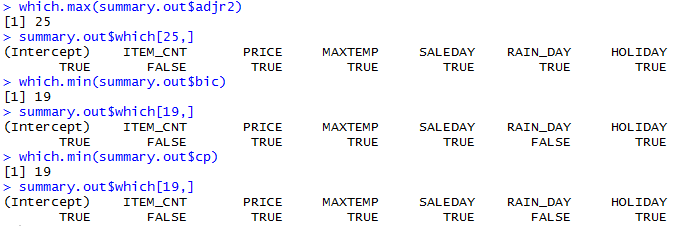 > which.max(summary.out$adjr2)
[1] 25
> summary.out$which[25,]
(Intercept)    ITEM_CNT       PRICE     MAXTEMP     SALEDAY    RAIN_DAY     HOLIDAY
       TRUE       FALSE        TRUE        TRUE        TRUE        TRUE        TRUE
> which.min(summary.out$bic)
[1] 19
> summary.out$which[19,]
(Intercept)    ITEM_CNT       PRICE     MAXTEMP     SALEDAY    RAIN_DAY     HOLIDAY
       TRUE       FALSE        TRUE        TRUE        TRUE       FALSE        TRUE
> which.min(summary.out$cp)
[1] 19
> summary.out$which[19,]
(Intercept)    ITEM_CNT       PRICE     MAXTEMP     SALEDAY    RAIN_DAY     HOLIDAY
       TRUE       FALSE        TRUE        TRUE        TRUE       FALSE        TRUE